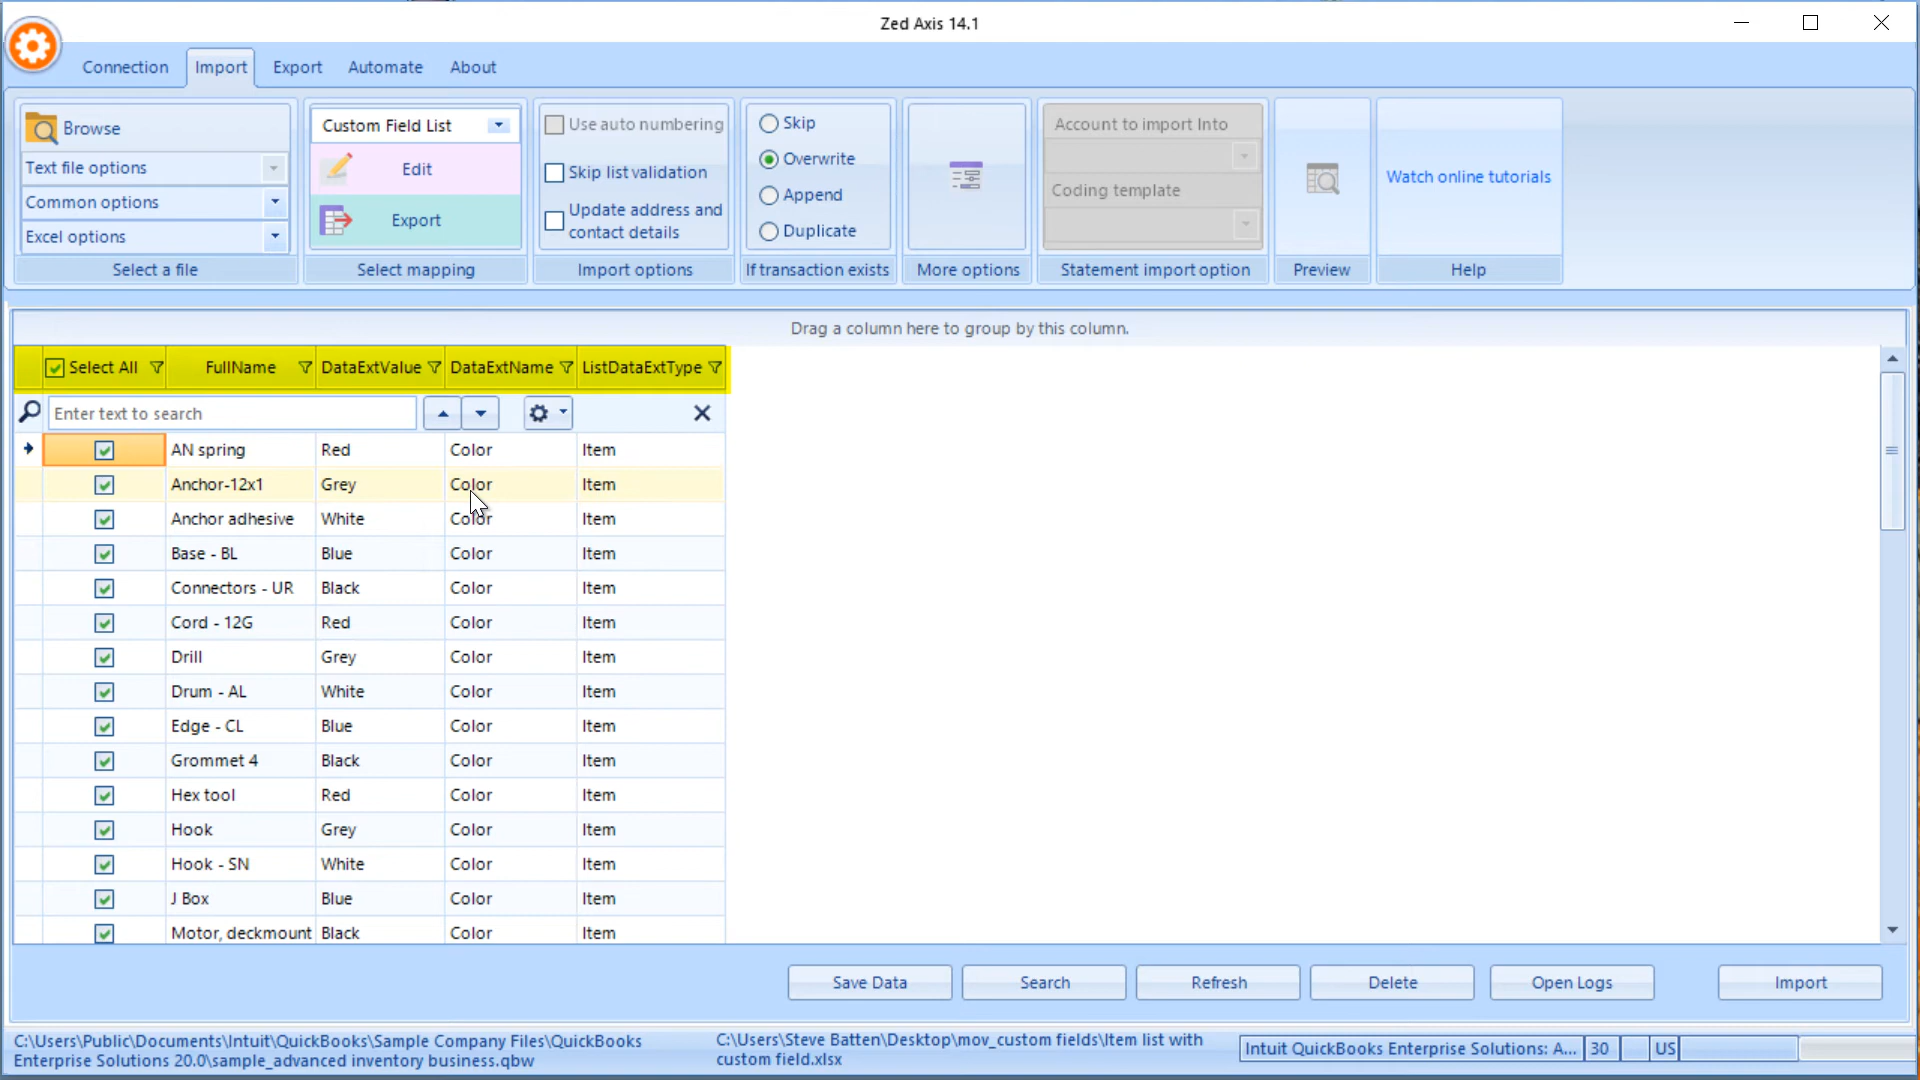 Zed Axis 14.1
Connection Import Export Automate About
Browse
Text file options
Common options
Excel options
Select a file
Custom Field List
Edit
Export
Select mapping
Use auto numbering
Skip list validation
Update address and
contact details
Import options
Skip
Overwrite
Append
Duplicate
If transaction exists
More options
Account to import Into
Coding template
Statement import option
Preview
Watch online tutorials
Help
Drag a column here to group by this column.
Select All FullName DataExtValue DataExtName ListDataExtType
Enter text to search
AN spring Red Color Item
Anchor-12x1 Grey Color Item
Anchor adhesive White Color Item
Base - BL Blue Color Item
Connectors - UR Black Color Item
Cord - 12G Red Color Item
Drill Grey Color Item
Drum - AL White Color Item
Edge - CL Blue Color Item
Grommet 4 Black Color Item
Hex tool Red Color Item
Hook Grey Color Item
Hook - SN White Color Item
J Box Blue Color Item
Motor, deckmount Black Color Item
Save Data Search Refresh Delete Open Logs Import
C:\Users\Public\Documents\Intuit\QuickBooks\Sample Company Files\QuickBooks
Enterprise Solutions 20.0\sample_advanced inventory business.qbw
C:\Users\Steve Batten\Desktop\mov_custom fields\Item list with
custom field.xlsx
Intuit QuickBooks Enterprise Solutions: A... 30 US